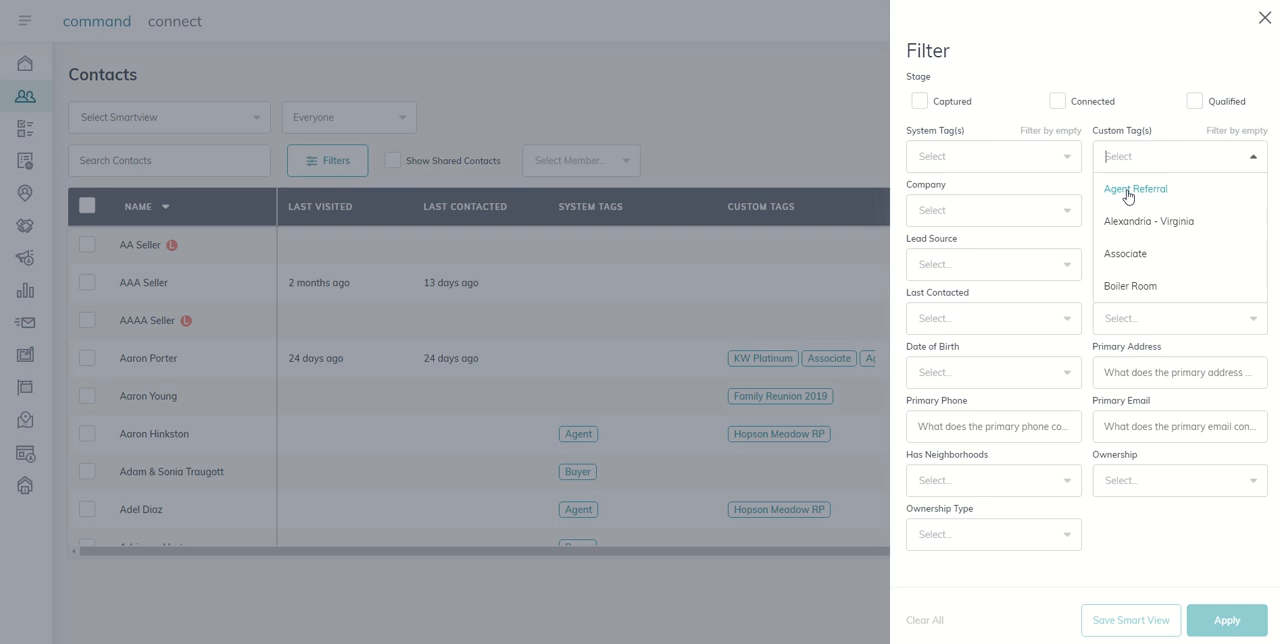 command connect
Contacts
Select Smartview
Everyone
Search Contacts
Filters
Show Shared Contacts
Select Member...
NAME LAST VISITED LAST CONTACTED SYSTEM TAGS CUSTOM TAGS
AA Seller L
AAA Seller 2 months ago 13 days ago
AAAA Seller L
Aaron Porter 24 days ago 24 days ago KW Platinum Associate
Aaron Young Family Reunion 2019
Aaron Hinkston Agent Hopson Meadow RP
Adam & Sonia Traugott Buyer
Adel Diaz Agent Hopson Meadow RP
Filter
Stage
Captured Connected Qualified
System Tag(s) Filter by empty Custom Tag(s) Filter by empty
Select Select
Agent Referral
Alexandria - Virginia
Associate
Boiler Room
Company
Select
Lead Source
Select...
Last Contacted
Select... Select...
Date of Birth Primary Address
Select... What does the primary address ...
Primary Phone Primary Email
What does the primary phone co... What does the primary email con...
Has Neighborhoods Ownership
Select... Select...
Ownership Type
Select...
Clear All Save Smart View Apply